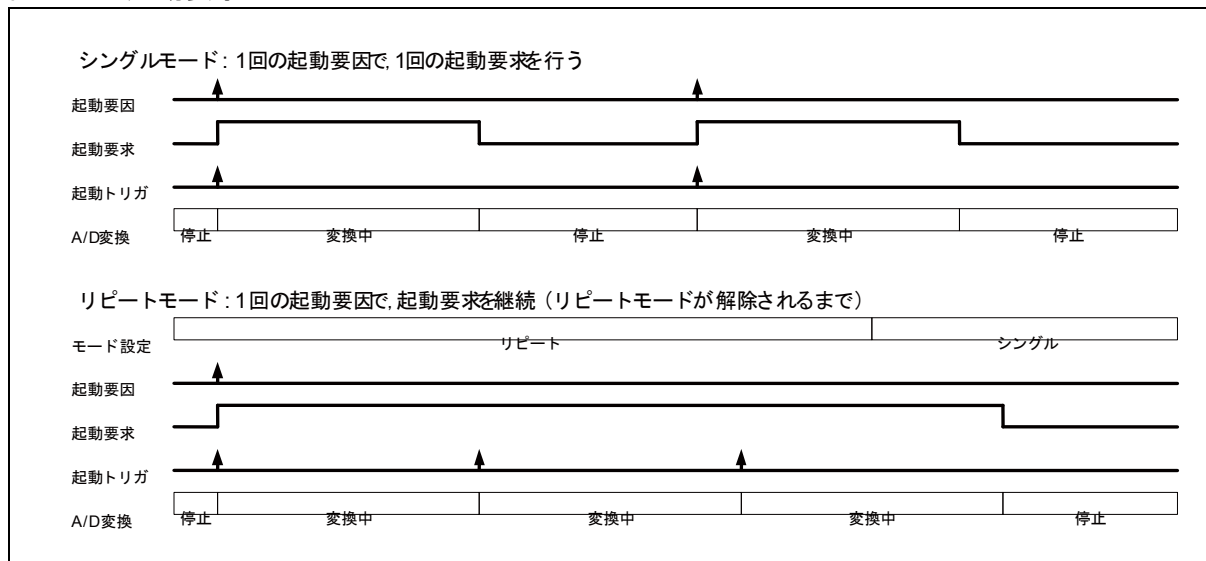 シングルモード : 1回の起動要因で, 1回の起動要求を行う
起動要因
起動要求
起動トリガ
A/D変換 停止 変換中 停止 変換中 停止
リピートモード : 1回の起動要因で, 起動要求を継続（リピートモードが解除されるまで）
モード設定 リピート シングル
起動要因
起動要求
起動トリガ
A/D変換 停止 変換中 変換中 変換中 停止